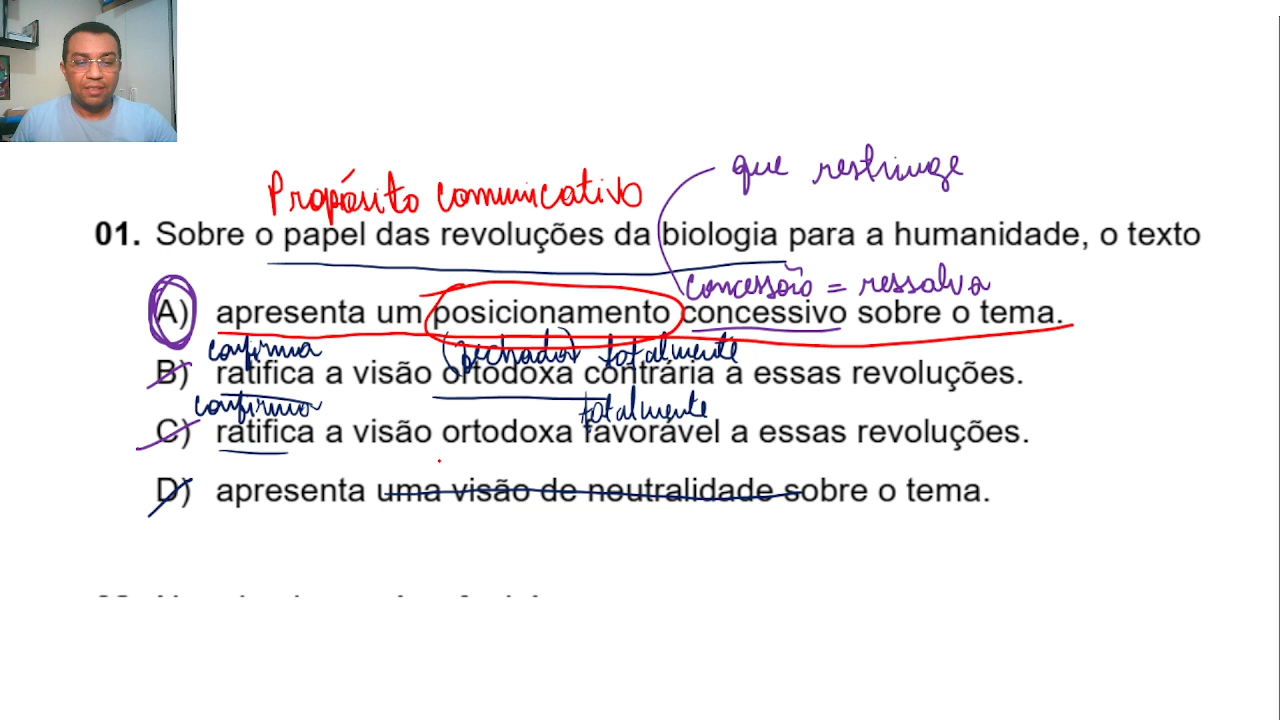 que restringe
Propósito comunicativo
01. Sobre o papel das revoluções da biologia para a humanidade, o texto
concessão = ressalva
A) apresenta um posicionamento concessivo sobre o tema.
confirma (fechada) totalmente
B) ratifica a visão ortodoxa contrária a essas revoluções.
confirma totalmente
C) ratifica a visão ortodoxa favorável a essas revoluções.
D) apresenta uma visão de neutralidade sobre o tema.